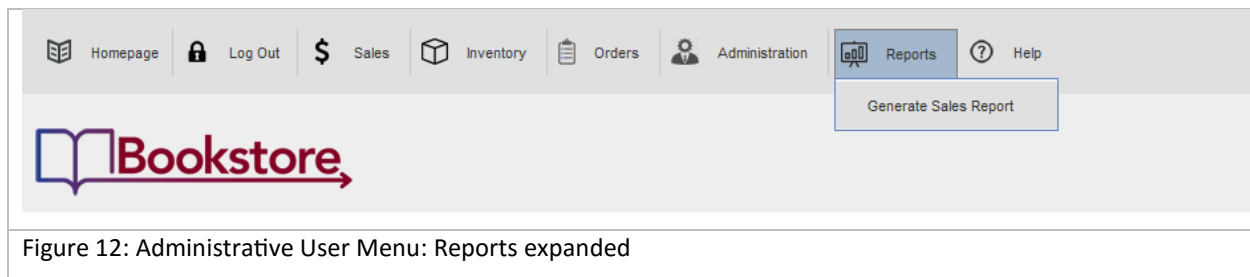 Homepage Log Out $ Sales Inventory Orders Administration Reports ? Help
Generate Sales Report
Bookstore
Figure 12: Administrative User Menu: Reports expanded